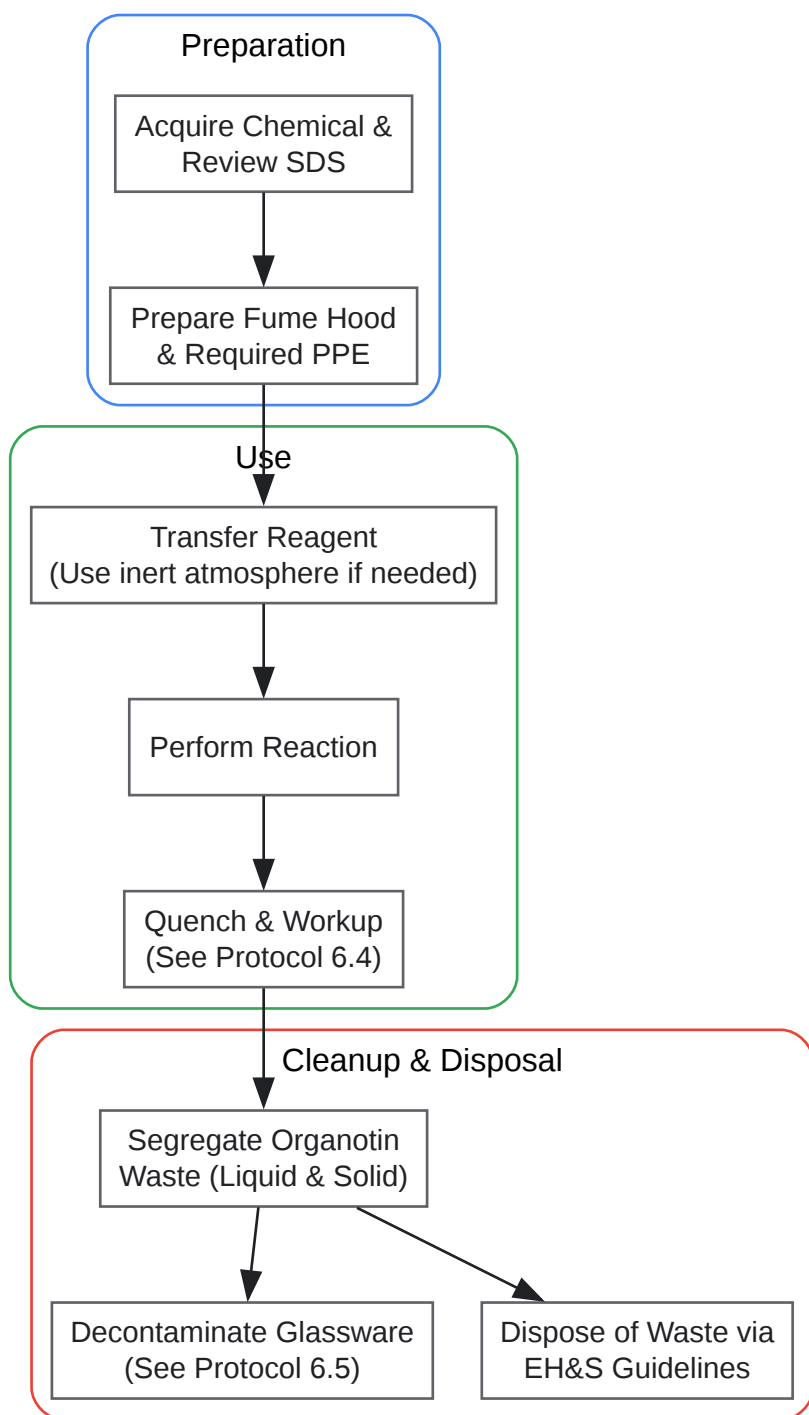 Preparation
Acquire Chemical &
Review SDS
Prepare Fume Hood
& Required PPE
Use
Transfer Reagent
(Use inert atmosphere if needed)
Perform Reaction
Quench & Workup
(See Protocol 6.4)
Cleanup & Disposal
Segregate Organotin
Waste (Liquid & Solid)
Decontaminate Glassware
(See Protocol 6.5)
Dispose of Waste via
EH&S Guidelines